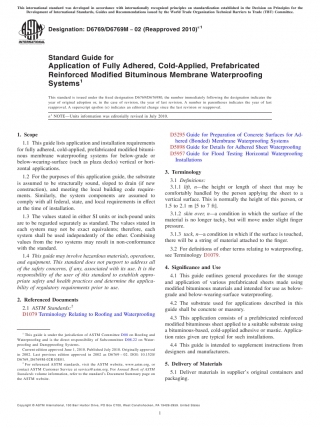 This international standard was developed in accordance with internationally recognized principles on standardization established in the Decision on Principles for the
Development of International Standards, Guides and Recommendations issued by the World Trade Organization Technical Barriers to Trade (TBT) Committee.
Designation: D6769/D6769M − 02 (Reapproved 2010)ε1
Standard Guide for
Application of Fully Adhered, Cold-Applied, Prefabricated
Reinforced Modified Bituminous Membrane Waterproofing
Systems1
This standard is issued under the fixed designation D6769/D6769M; the number immediately following the designation indicates the
year of original adoption or, in the case of revision, the year of last revision. A number in parentheses indicates the year of last
reapproval. A superscript epsilon (ε) indicates an editorial change since the last revision or reapproval.
ε1 NOTE—Units information was editorially revised in July 2010.
1. Scope
1.1 This guide lists application and installation requirements
for fully adhered, cold-applied, prefabricated modified bituminous
membrane waterproofing systems for below-grade or
below-wearing-surface (such as plaza decks) vertical or horizontal
applications.
1.2 For the purposes of this application guide, the substrate
is assumed to be structurally sound, sloped to drain (if new
construction), and meeting the local building code requirements.
Similarly, the system components are assumed to
comply with all federal, state, and local requirements in effect
at the time of installation.
1.3 The values stated in either SI units or inch-pound units
are to be regarded separately as standard. The values stated in
each system may not be exact equivalents; therefore, each
system shall be used independently of the other. Combining
values from the two systems may result in non-conformance
with the standard.
1.4 This guide may involve hazardous materials, operations,
and equipment. This standard does not purport to address all
of the safety concerns, if any, associated with its use. It is the
responsibility of the user of this standard to establish appropriate
safety and health practices and determine the applicability
of regulatory requirements prior to use.
2. Referenced Documents
2.1 ASTM Standards:2
D1079 Terminology Relating to Roofing and Waterproofing
1 This guide is under the jurisdiction of ASTM Committee D08 on Roofing and
Waterproofing and is the direct responsibility of Subcommittee D08.22 on Waterproofing
and Dampproofing Systems.
Current edition approved June 1, 2010. Published July 2010. Originally approved
in 2002. Last previous edition approved in 2002 as D6769 – 02. DOI: 10.1520/
2 For referenced ASTM standards, visit the ASTM website, www.astm.org, or
contact ASTM Customer Service at service@astm.org. For Annual Book of ASTM
Standards volume information, refer to the standard's Document Summary page on
the ASTM website.
D5295 Guide for Preparation of Concrete Surfaces for Adhered
(Bonded) Membrane Waterproofing Systems
D5898 Guide for Details for Adhered Sheet Waterproofing
D5957 Guide for Flood Testing Horizontal Waterproofing
Installations
3. Terminology
3.1 Definitions:
3.1.1 lift, n—the height or length of sheet that may be
comfortably handled by the person applying the sheet to a
vertical surface. This is normally the height of this person, or
1.5 to 2.1 m [5 to 7 ft].
3.1.2 skin over, n—a condition in which the surface of the
material is no longer tacky, but will move under slight finger
pressure.
3.1.3 tack, n—a condition in which if the surface is touched,
there will be a string of material attached to the finger.
3.2 For definitions of other terms relating to waterproofing,
see Terminology D1079.
4. Significance and Use
4.1 This guide outlines general procedures for the storage
and application of various prefabricated sheets made using
modified bituminous materials and intended for use as below-
grade and below-wearing-surface waterproofing.
4.2 The substrate used for applications described in this
guide shall be concrete or masonry.
4.3 This application consists of a prefabricated reinforced
modified bituminous sheet applied to a suitable substrate using
a bituminous-based, cold-applied adhesive or mastic. Application
rates given are typical for such installations.
4.4 This guide is intended to supplement instructions from
designers and manufacturers.
5. Delivery of Materials
5.1 Deliver materials in supplier's original containers and
packaging.
Copyright © ASTM International, 100 Barr Harbor Drive, PO Box C700, West Conshohocken, PA 19428-2959. United States
1